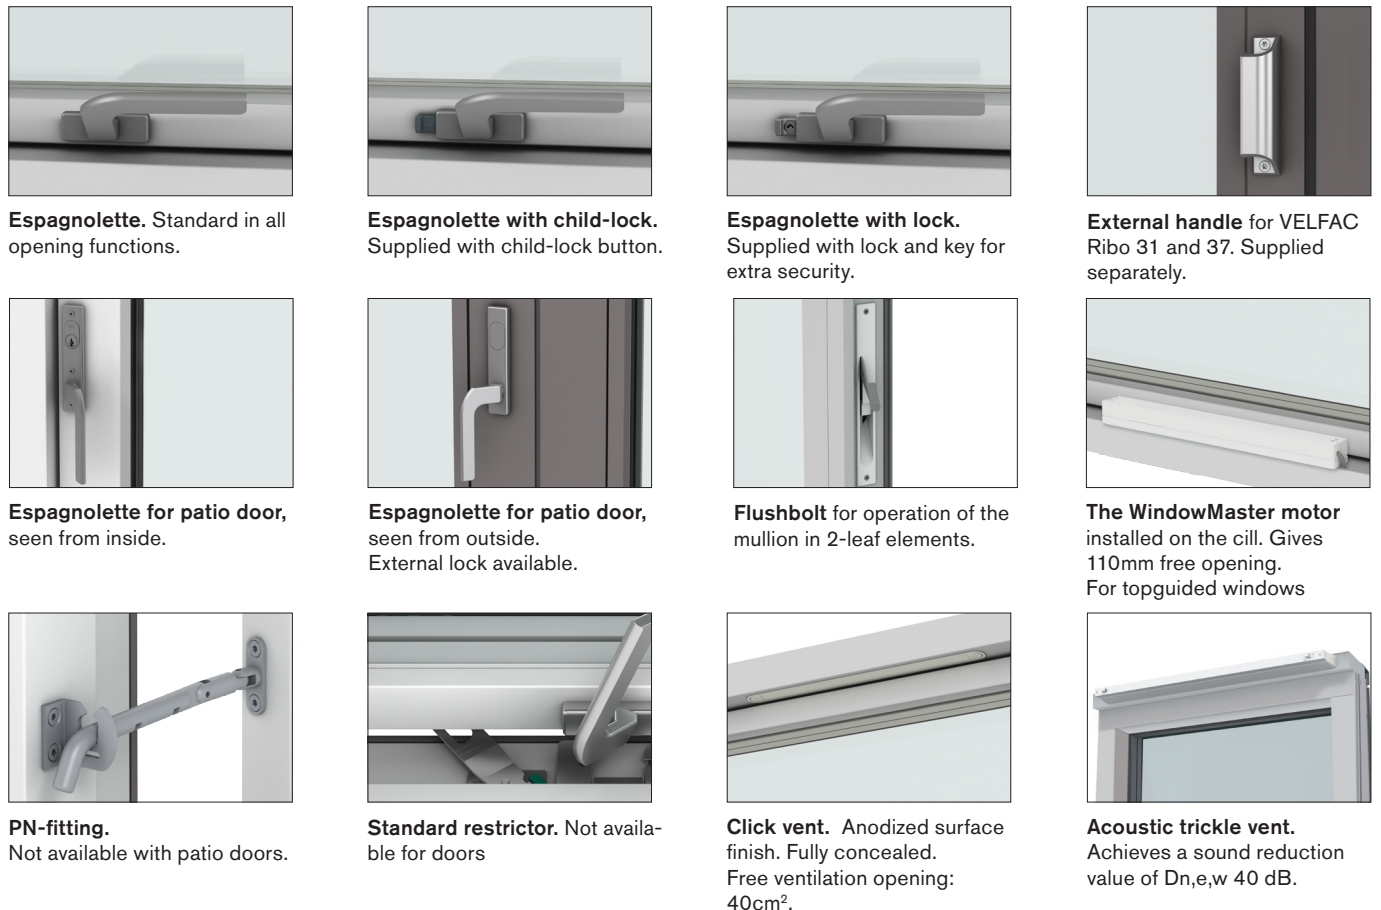 Espagnolette. Standard in all
opening functions.
Espagnolette with child-lock.
Supplied with child-lock button.
Espagnolette with lock.
Supplied with lock and key for
extra security.
External handle for VELFAC
Ribo 31 and 37. Supplied
separately.
Espagnolette for patio door,
seen from inside.
Espagnolette for patio door,
seen from outside.
External lock available.
Flushbolt for operation of the
mullion in 2-leaf elements.
The WindowMaster motor
installed on the cill. Gives
110mm free opening.
For topguided windows
PN-fitting.
Not available with patio doors.
Standard restrictor. Not availa-
ble for doors
Click vent. Anodized surface
finish. Fully concealed.
Free ventilation opening:
40cm².
Acoustic trickle vent.
Achieves a sound reduction
value of Dn,e,w 40 dB.